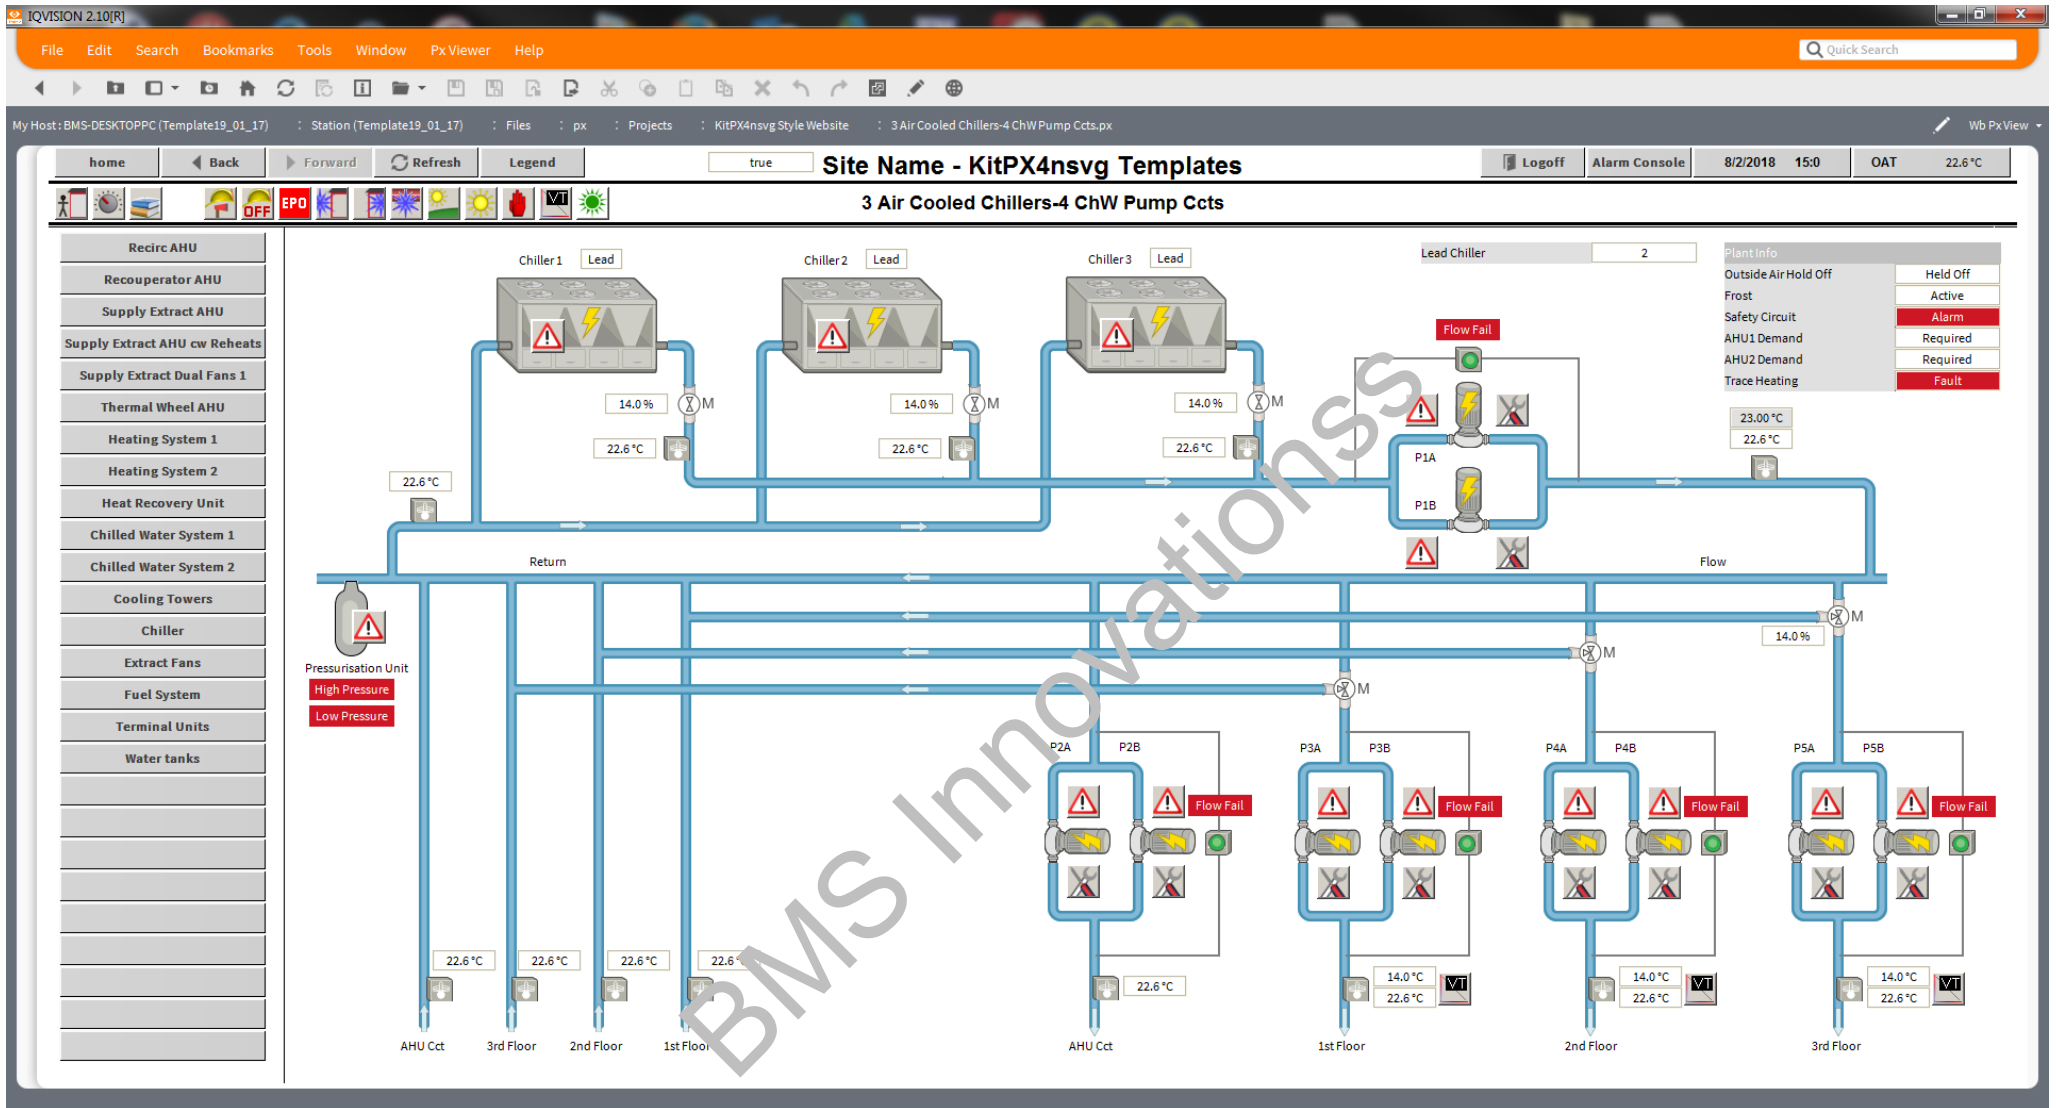 IQVISION 2.10[R]
File Edit Search Bookmarks Tools Window Px Viewer Help
Quick Search
My Host : BMS-DESKTOPPC (Template19_01_17) : Station (Template19_01_17) : Files : px : Projects : KitPX4nsvg Style Website : 3 Air Cooled Chillers-4 ChW Pump Ccts.px
Wb Px View
home Back Forward Refresh Legend true Site Name - KitPX4nsvg Templates Logoff Alarm Console 8/2/2018 15:0 OAT 22.6 °C
OFF EPO VT
3 Air Cooled Chillers-4 ChW Pump Ccts
Recirc AHU
Recouperator AHU
Supply Extract AHU
Supply Extract AHU cw Reheats
Supply Extract Dual Fans 1
Thermal Wheel AHU
Heating System 1
Heating System 2
Heat Recovery Unit
Chilled Water System 1
Chilled Water System 2
Cooling Towers
Chiller
Extract Fans
Fuel System
Terminal Units
Water tanks
Chiller 1 Lead
Chiller 2 Lead
Chiller 3 Lead
Lead Chiller 2
Plant Info
Outside Air Hold Off Held Off
Frost Active
Safety Circuit Alarm
AHU1 Demand Required
AHU2 Demand Required
Trace Heating Fault
Flow Fail
14.0 % M
14.0 % M
14.0 % M
22.6 °C
22.6 °C
22.6 °C
23.00 °C
22.6 °C
22.6 °C
P1A
P1B
Return
Flow
M
14.0 %
M
M
Pressurisation Unit
High Pressure
Low Pressure
P2A P2B
P3A P3B
P4A P4B
P5A P5B
Flow Fail
Flow Fail
Flow Fail
Flow Fail
22.6 °C 22.6 °C 22.6 °C 22.6
22.6 °C
14.0 °C
22.6 °C
VT
14.0 °C
22.6 °C
VT
14.0 °C
22.6 °C
VT
AHU Cct 3rd Floor 2nd Floor 1st Floor
AHU Cct 1st Floor 2nd Floor 3rd Floor
BMS Innovationss